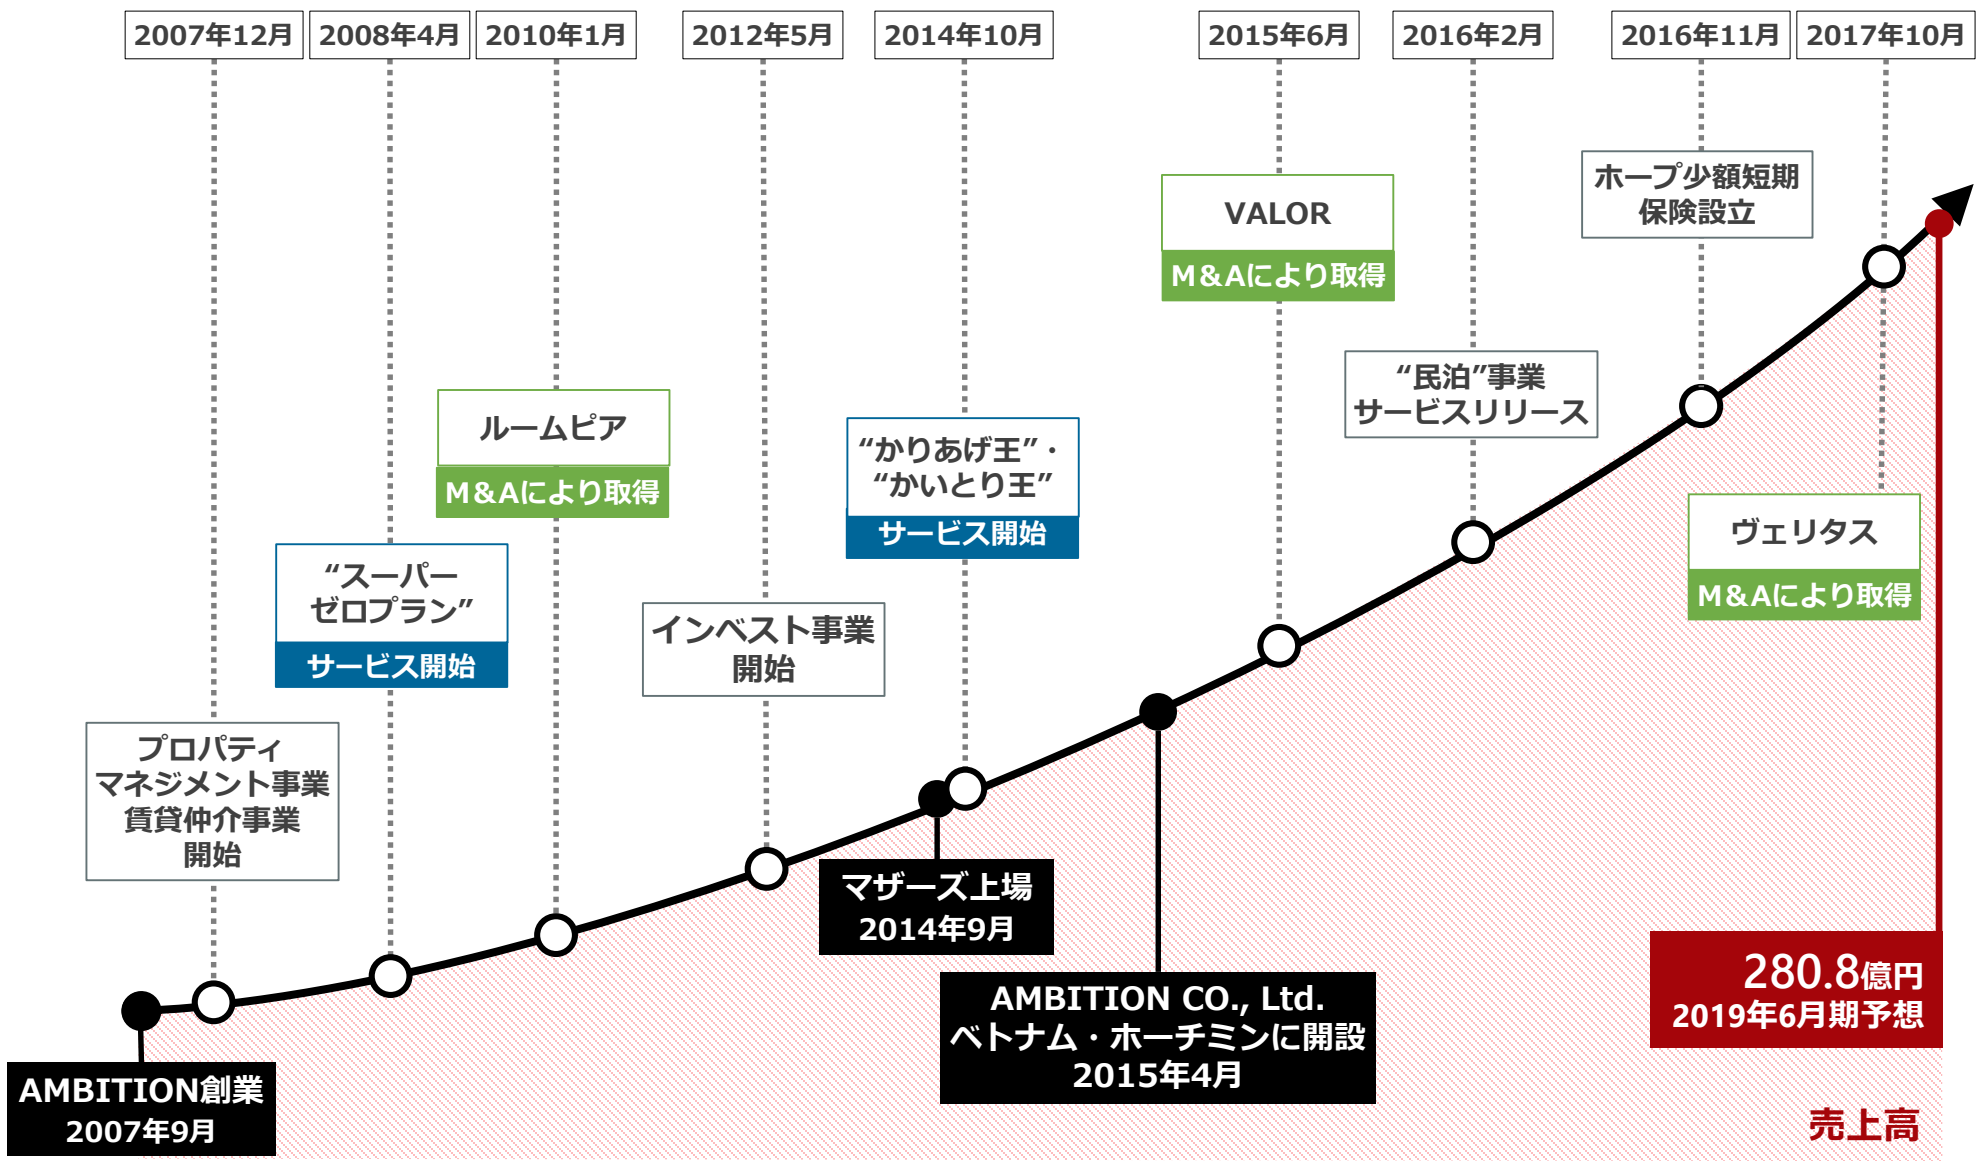 2007年12月
2008年4月
2010年1月
2012年5月
2014年10月
2015年6月
2016年2月
2016年11月
2017年10月
プロパティ
マネジメント事業
賃貸仲介事業
開始
“スーパー
ゼロプラン”
サービス開始
ルームピア
M&Aにより取得
インベスト事業
開始
“かりあげ王”・
“かいとり王”
サービス開始
VALOR
M&Aにより取得
“民泊”事業
サービスリリース
ホープ少額短期
保険設立
ヴェリタス
M&Aにより取得
AMBITION創業
2007年9月
マザーズ上場
2014年9月
AMBITION CO., Ltd.
ベトナム・ホーチミンに開設
2015年4月
280.8億円
2019年6月期予想
売上高